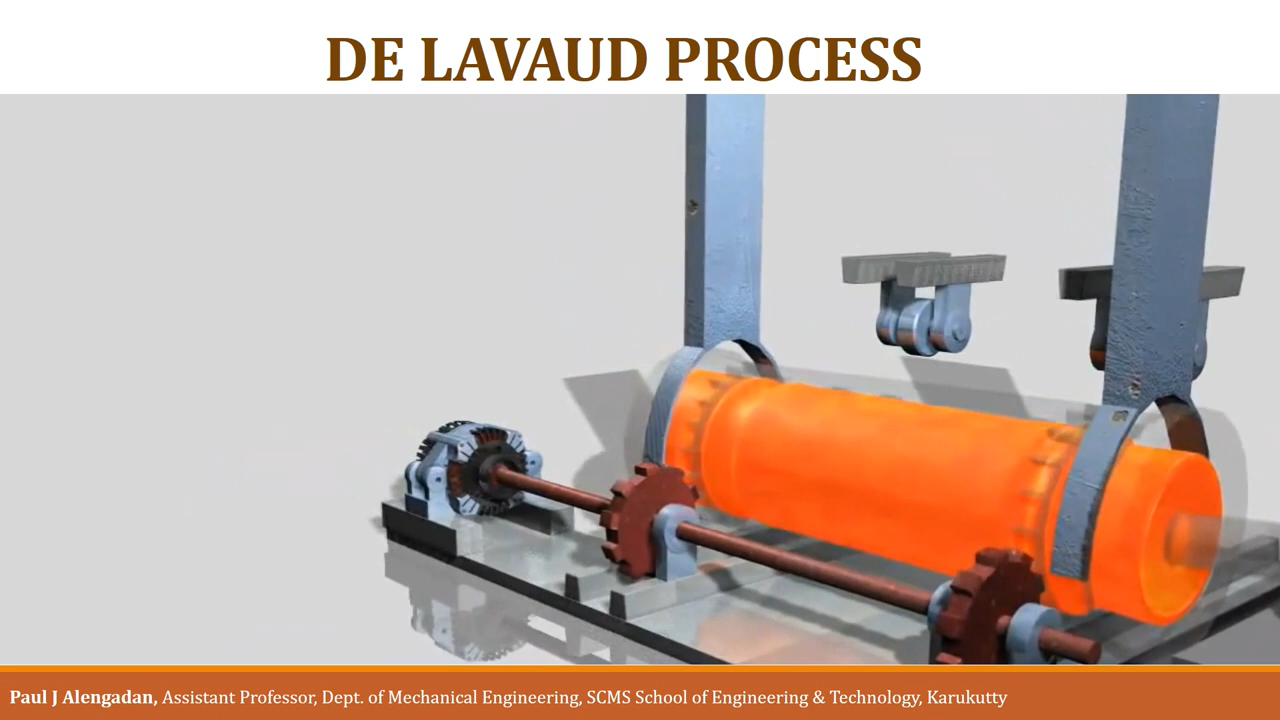 DE LAVAUD PROCESS
Paul J Alengadan, Assistant Professor, Dept. of Mechanical Engineering, SCMS School of Engineering & Technology, Karukutty